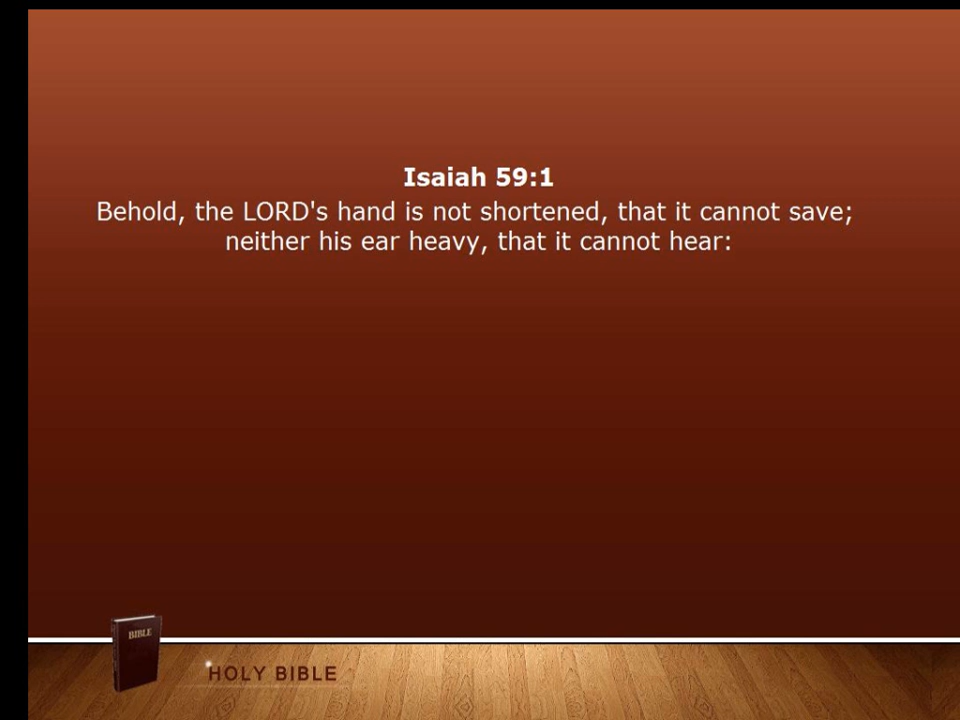 Isaiah 59:1
Behold, the LORD's hand is not shortened, that it cannot save;
neither his ear heavy, that it cannot hear:
BIBLE
HOLY BIBLE